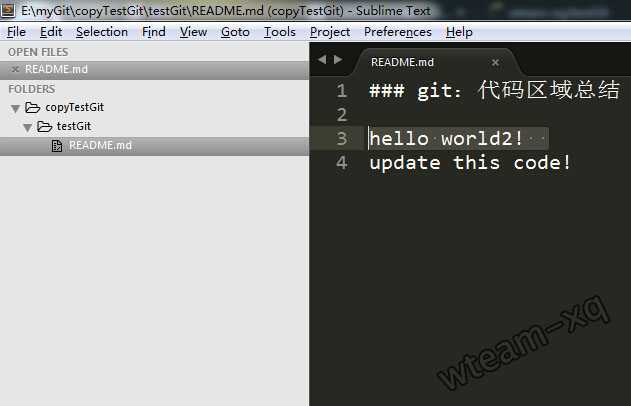 E:\myGit\copyTestGit\testGit\README.md (copyTestGit) - Sublime Text
File Edit Selection Find View Goto Tools Project Preferences Help
OPEN FILES
× README.md
FOLDERS
copyTestGit
testGit
README.md
README.md ×
1 ### git: 代码区域总结
2
3 hello world2!
4 update this code!
wteam-xq